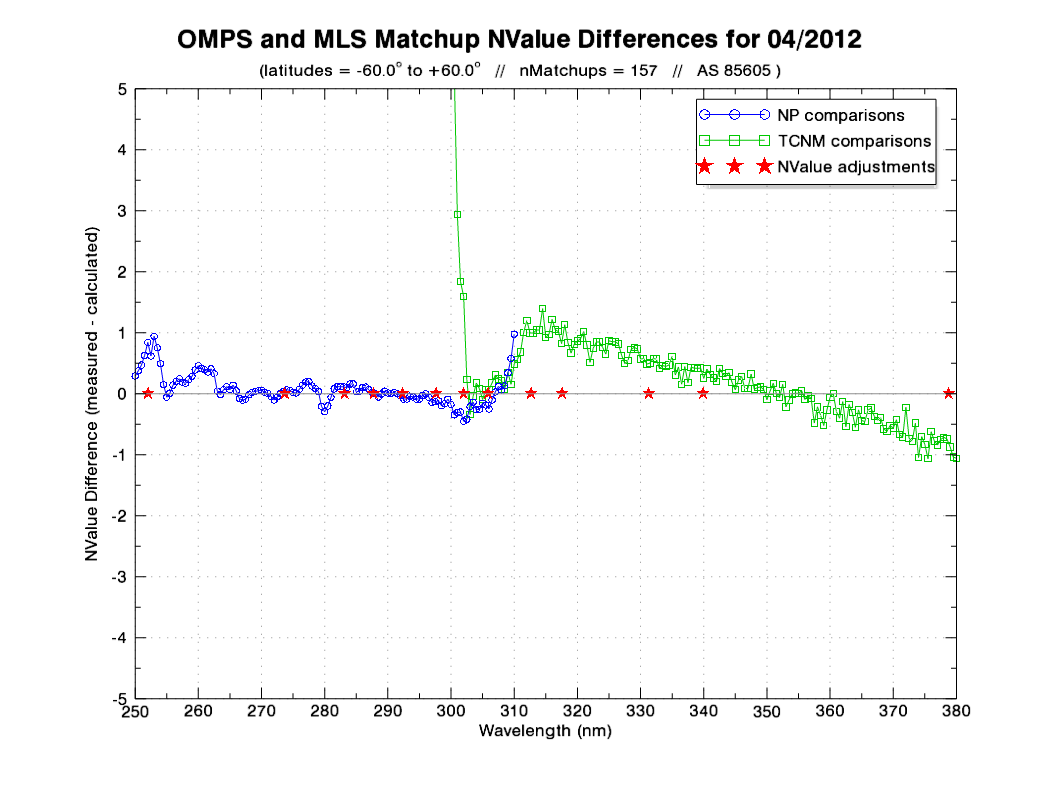 OMPS and MLS Matchup NValue Differences for 04/2012
(latitudes = -60.0° to +60.0° // nMatchups = 157 // AS 85605 )
NP comparisons
TCNM comparisons
NValue adjustments
NValue Difference (measured - calculated)
5
4
3
2
1
0
-1
-2
-3
-4
-5
250 260 270 280 290 300 310 320 330 340 350 360 370 380
Wavelength (nm)